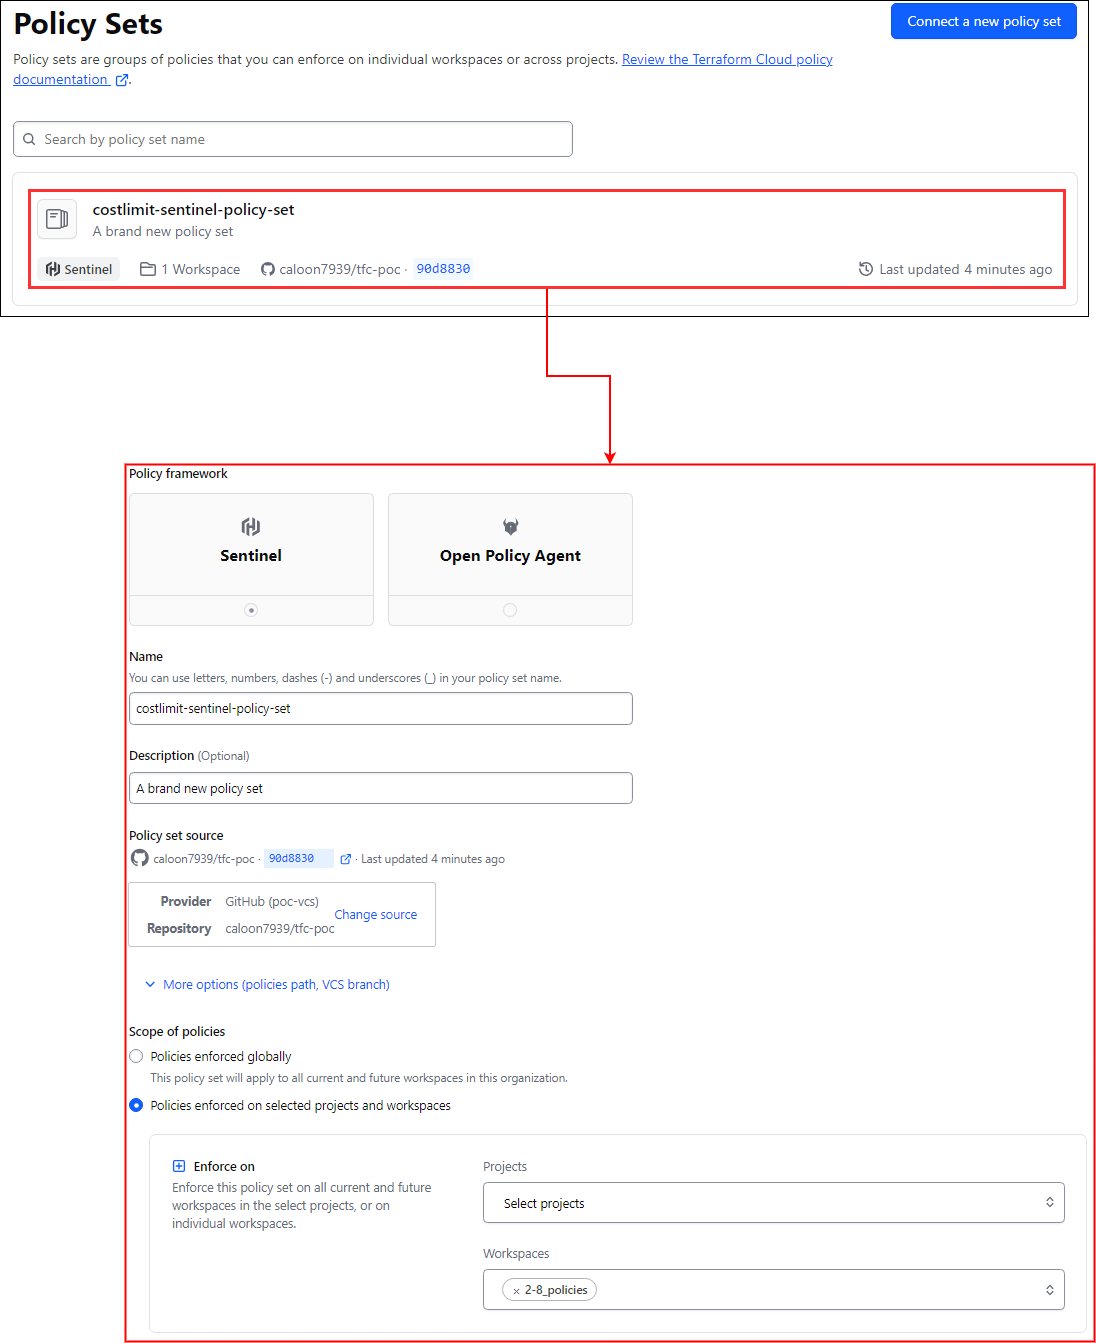 Policy Sets
Connect a new policy set
Policy sets are groups of policies that you can enforce on individual workspaces or across projects. Review the Terraform Cloud policy
documentation .
Search by policy set name
costlimit-sentinel-policy-set
A brand new policy set
Sentinel 1 Workspace caloon7939/tfc-poc · 90d8830 Last updated 4 minutes ago
Policy framework
Sentinel Open Policy Agent
Name
You can use letters, numbers, dashes (-) and underscores (_) in your policy set name.
costlimit-sentinel-policy-set
Description (Optional)
A brand new policy set
Policy set source
caloon7939/tfc-poc · 90d8830 · Last updated 4 minutes ago
Provider GitHub (poc-vcs)
Change source
Repository caloon7939/tfc-poc
More options (policies path, VCS branch)
Scope of policies
Policies enforced globally
This policy set will apply to all current and future workspaces in this organization.
Policies enforced on selected projects and workspaces
Enforce on
Enforce this policy set on all current and future
workspaces in the select projects, or on
individual workspaces.
Projects
Select projects
Workspaces
× 2-8_policies